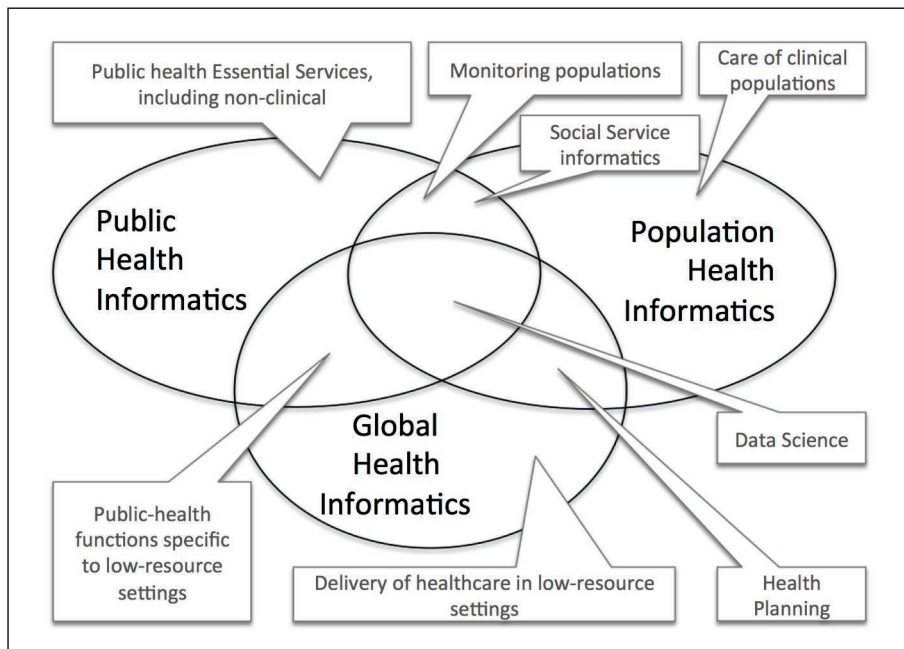 Public health Essential Services,
including non-clinical
Monitoring populations
Care of clinical
populations
Social Service
informatics
Public
Health
Informatics
Population
Health
Informatics
Global
Health
Informatics
Data Science
Public-health
functions specific
to low-resource
settings
Delivery of healthcare in low-resource
settings
Health
Planning